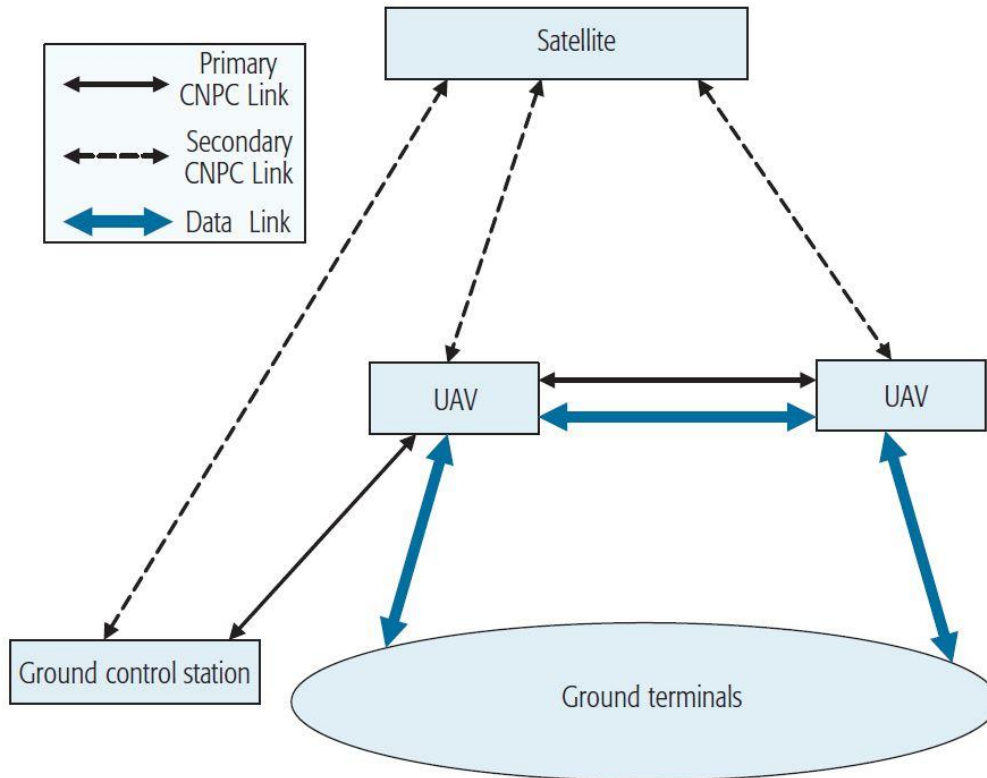 Satellite
Primary
CNPC Link
Secondary
CNPC Link
Data Link
UAV
UAV
Ground control station
Ground terminals